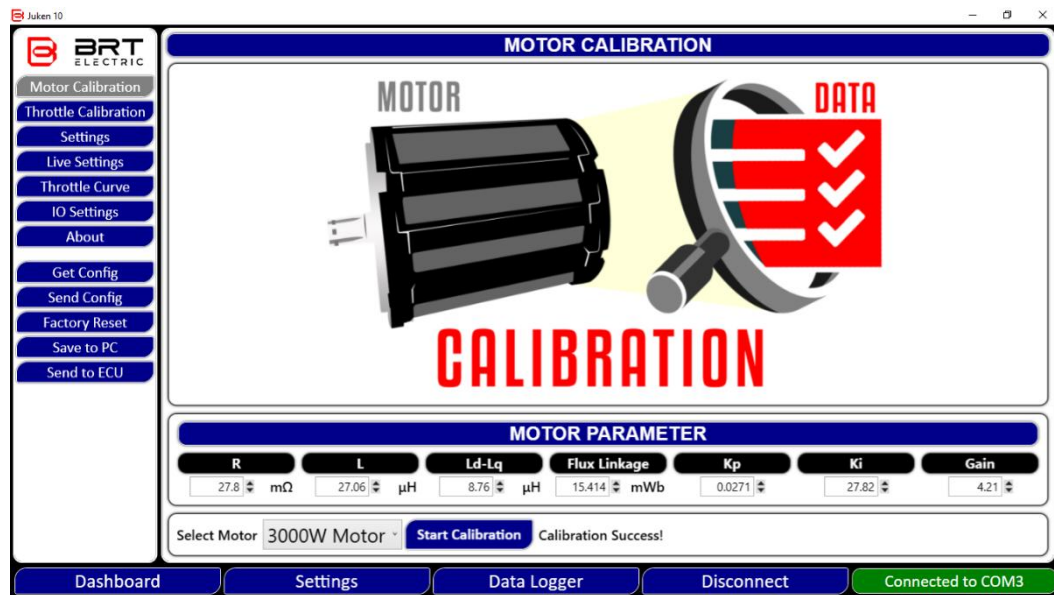 Juken 10
BRT
ELECTRIC
Motor Calibration
Throttle Calibration
Settings
Live Settings
Throttle Curve
IO Settings
About
Get Config
Send Config
Factory Reset
Save to PC
Send to ECU
MOTOR CALIBRATION
MOTOR
DATA
CALIBRATION
MOTOR PARAMETER
R L Ld-Lq Flux Linkage Kp Ki Gain
27.8 mΩ 27.06 μH 8.76 μH 15.414 mWb 0.0271 27.82 4.21
Select Motor 3000W Motor Start Calibration Calibration Success!
Dashboard Settings Data Logger Disconnect Connected to COM3